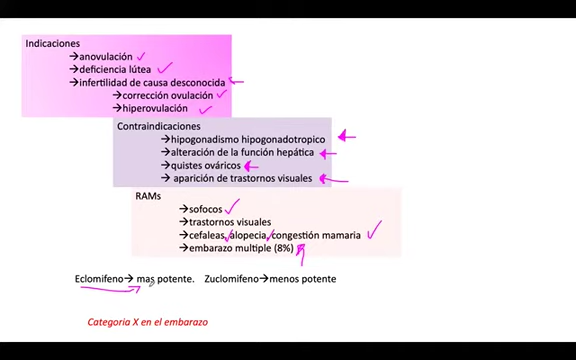 Indicaciones
→anovulación
→deficiencia lútea
→infertilidad de causa desconocida
→corrección ovulación
→hiperovulación
Contraindicaciones
→hipogonadismo hipogonadotropico
→alteración de la función hepática
→quistes ováricos
→ aparición de trastornos visuales
RAMs
→sofocos
→trastornos visuales
→cefaleas, alopecia, congestión mamaria
→embarazo multiple (8%)
Eclomifeno→ mas potente. Zuclomifeno→menos potente
Categoria X en el embarazo